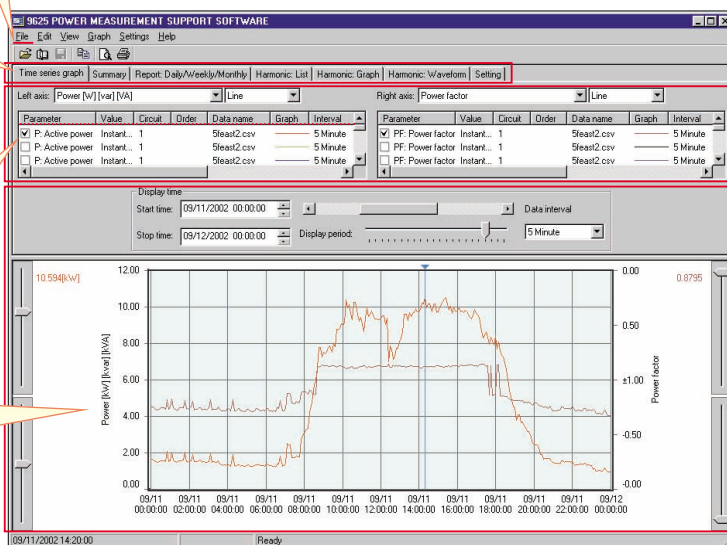 9625 POWER MEASUREMENT SUPPORT SOFTWARE
File Edit View Graph Settings Help
Time series graph Summary Report: Daily/Weekly/Monthly Harmonic: List Harmonic: Graph Harmonic: Waveform Setting
Left axis: Power [W] [var] [VA] Line
Right axis: Power factor Line
Parameter Value Circuit Order Data name Graph Interval
P: Active power Instant... 1 5feast2.csv 5 Minute
P: Active power Instant... 1 5feast2.csv 5 Minute
P: Active power Instant... 1 5feast2.csv 5 Minute
Parameter Value Circuit Order Data name Graph Interval
PF: Power factor Instant... 1 5feast2.csv 5 Minute
PF: Power factor Instant... 1 5feast2.csv 5 Minute
PF: Power factor Instant... 1 5feast2.csv 5 Minute
Display time
Start time: 09/11/2002 00:00:00
Data interval
Stop time: 09/12/2002 00:00:00 Display period: 5 Minute
10.594[kW]
12.00
10.00
8.00
6.00
4.00
2.00
0.00
Power [kW] [kvar] [kVA]
0.00
0.50
±1.00
-0.50
-0.00
Power factor
0.8795
09/11 09/11 09/11 09/11 09/11 09/11 09/11 09/11 09/11 09/11 09/11 09/11 09/12
00:00:00 02:00:00 04:00:00 06:00:00 08:00:00 10:00:00 12:00:00 14:00:00 16:00:00 18:00:00 20:00:00 22:00:00 00:00:00
09/11/2002 14:20:00 Ready